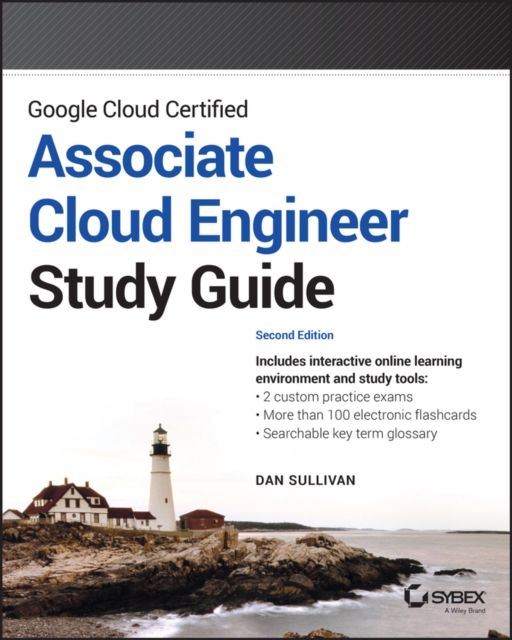 Google Cloud Certified
Associate
Cloud Engineer
Study Guide
Second Edition
Includes interactive online learning
environment and study tools:
• 2 custom practice exams
• More than 100 electronic flashcards
• Searchable key term glossary
DAN SULLIVAN
SYBEX
A Wiley Brand